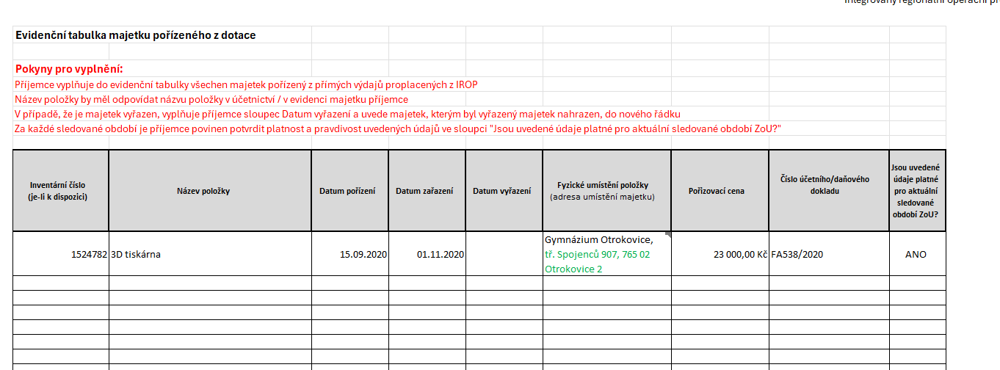 Integrovaný regionální operační
Evidenční tabulka majetku pořízeného z dotace
Pokyny pro vyplnění:
Příjemce vyplňuje do evidenční tabulky všechen majetek pořízený z přímých výdajů proplacených z IROP
Název položky by měl odpovídat názvu položky v účetnictví / v evidenci majetku příjemce
V případě, že je majetek vyřazen, vyplňuje příjemce sloupec Datum vyřazení a uvede majetek, kterým byl vyřazený majetek nahrazen, do nového řádku
Za každé sledované období je příjemce povinen potvrdit platnost a pravdivost uvedených údajů ve sloupci "Jsou uvedené údaje platné pro aktuální sledované období ZoU?"
Inventární číslo
(je-li k dispozici)
Název položky
Datum pořízení
Datum zařazení
Datum vyřazení
Fyzické umístění položky
(adresa umístění majetku)
Pořizovací cena
Číslo účetního/daňového
dokladu
Jsou uvedené
údaje platné
pro aktuální
sledované
období ZoU?
1524782
3D tiskárna
15.09.2020
01.11.2020
Gymnázium Otrokovice,
tř. Spojenců 907, 765 02
Otrokovice 2
23 000,00 Kč
FA538/2020
ANO